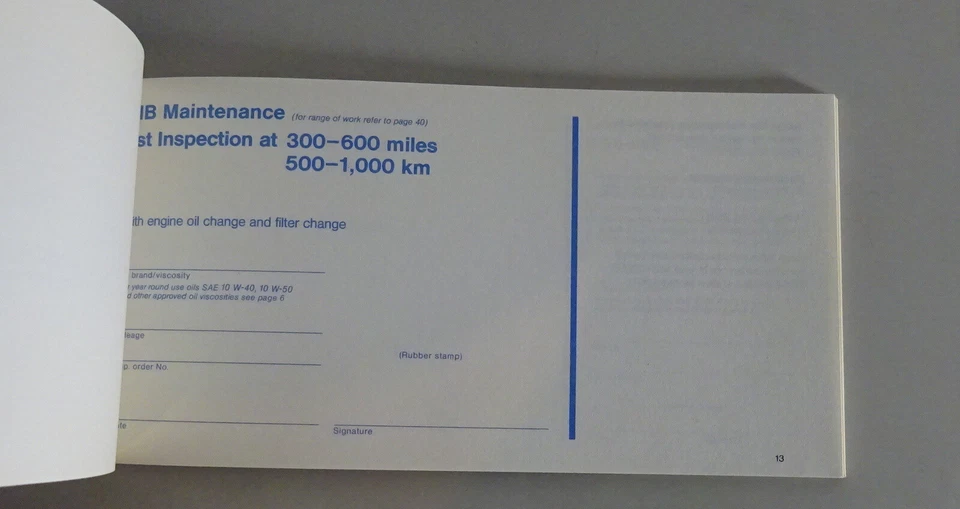 IB Maintenance (for range of work refer to page 40)
st Inspection at 300–600 miles
500–1,000 km
ith engine oil change and filter change
brand/viscosity
year round use oils SAE 10 W-40, 10 W-50
d other approved oil viscosities see page 6
leage
(Rubber stamp)
p. order No.
te
Signature
13